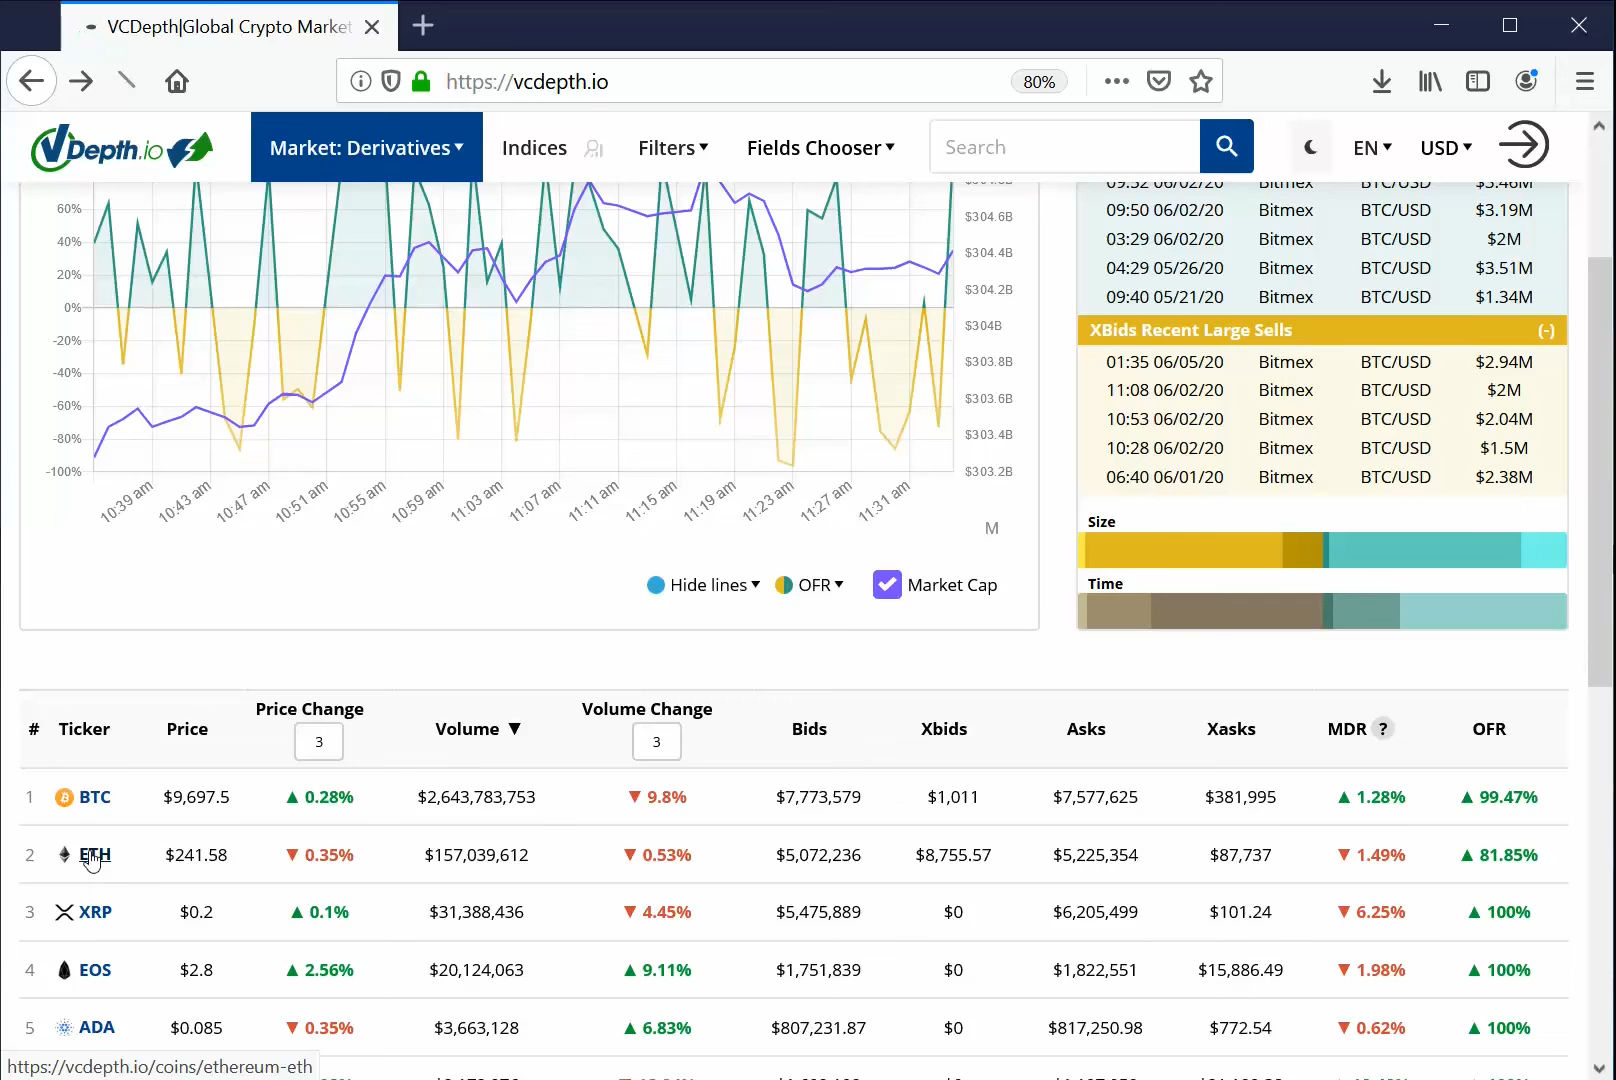 VCDepth|Global Crypto Market
https://vcdepth.io
80%
VDepth.io
Market: Derivatives
Indices
Filters
Fields Chooser
Search
EN
USD
60%
40%
20%
0%
-20%
-40%
-60%
-80%
-100%
$304.6B
$304.4B
$304.2B
$304B
$303.8B
$303.6B
$303.4B
$303.2B
10:39 am
10:43 am
10:47 am
10:51 am
10:55 am
10:59 am
11:03 am
11:07 am
11:11 am
11:15 am
11:19 am
11:23 am
11:27 am
11:31 am
M
Hide lines
OFR
Market Cap
09:52 06/02/20 Bitmex BTC/USD $3.46M
09:50 06/02/20 Bitmex BTC/USD $3.19M
03:29 06/02/20 Bitmex BTC/USD $2M
04:29 05/26/20 Bitmex BTC/USD $3.51M
09:40 05/21/20 Bitmex BTC/USD $1.34M
XBids Recent Large Sells (-)
01:35 06/05/20 Bitmex BTC/USD $2.94M
11:08 06/02/20 Bitmex BTC/USD $2M
10:53 06/02/20 Bitmex BTC/USD $2.04M
10:28 06/02/20 Bitmex BTC/USD $1.5M
06:40 06/01/20 Bitmex BTC/USD $2.38M
Size
Time
# Ticker Price Price Change 3 Volume ▼ Volume Change 3 Bids Xbids Asks Xasks MDR ? OFR
1 BTC $9,697.5 ▲ 0.28% $2,643,783,753 ▼ 9.8% $7,773,579 $1,011 $7,577,625 $381,995 ▲ 1.28% ▲ 99.47%
2 ETH $241.58 ▼ 0.35% $157,039,612 ▼ 0.53% $5,072,236 $8,755.57 $5,225,354 $87,737 ▼ 1.49% ▲ 81.85%
3 XRP $0.2 ▲ 0.1% $31,388,436 ▼ 4.45% $5,475,889 $0 $6,205,499 $101.24 ▼ 6.25% ▲ 100%
4 EOS $2.8 ▲ 2.56% $20,124,063 ▲ 9.11% $1,751,839 $0 $1,822,551 $15,886.49 ▼ 1.98% ▲ 100%
5 ADA $0.085 ▼ 0.35% $3,663,128 ▲ 6.83% $807,231.87 $0 $817,250.98 $772.54 ▼ 0.62% ▲ 100%
https://vcdepth.io/coins/ethereum-eth